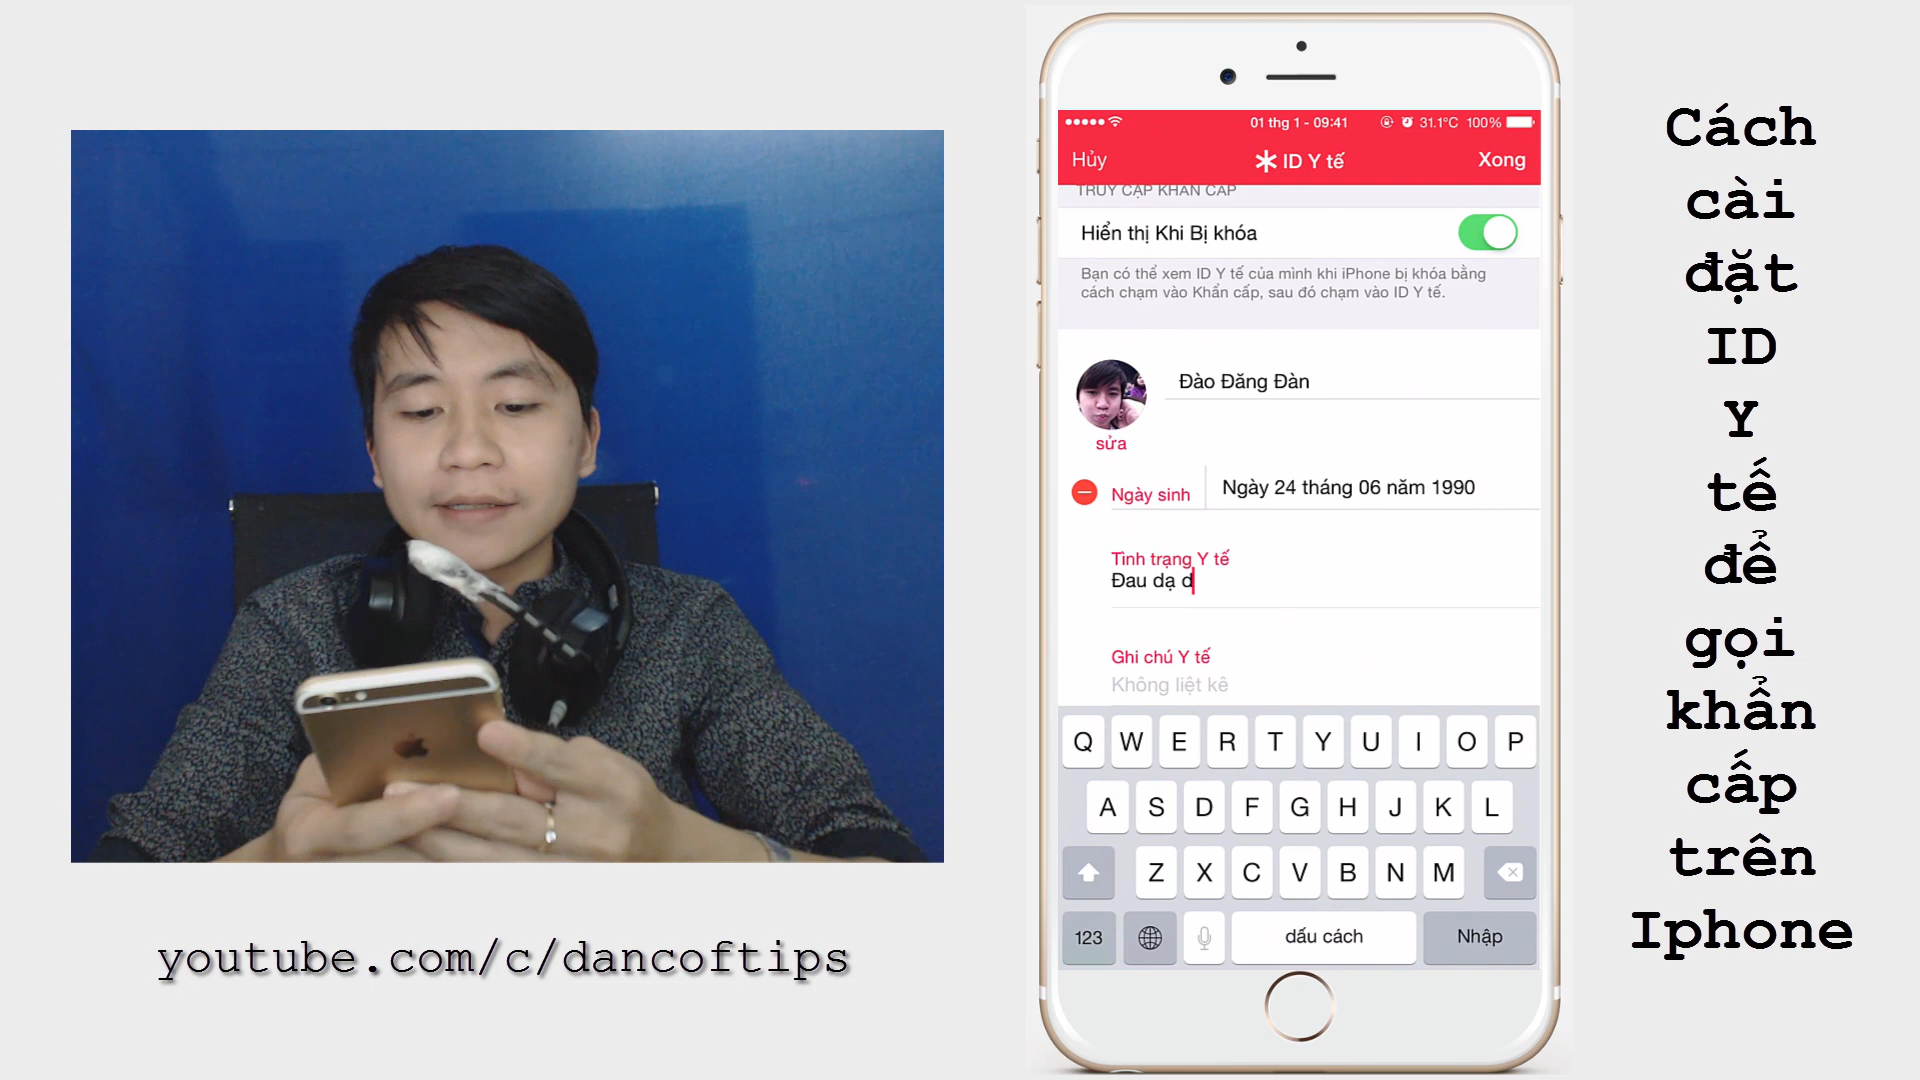 youtube.com/c/dancoftips
01 thg 1 - 09:41
31.1°C 100%
Hủy
ID Y tế
Xong
TRUY CẬP KHẨN CẤP
Hiển thị Khi Bị khóa
Bạn có thể xem ID Y tế của mình khi iPhone bị khóa bằng
cách chạm vào Khẩn cấp, sau đó chạm vào ID Y tế.
Đào Đăng Đàn
sửa
Ngày sinh
Ngày 24 tháng 06 năm 1990
Tình trạng Y tế
Đau dạ d
Ghi chú Y tế
Không liệt kê
Q W E R T Y U I O P
A S D F G H J K L
Z X C V B N M
123
dấu cách
Nhập
Cách
cài
đặt
ID
Y
tế
để
gọi
khẩn
cấp
trên
Iphone